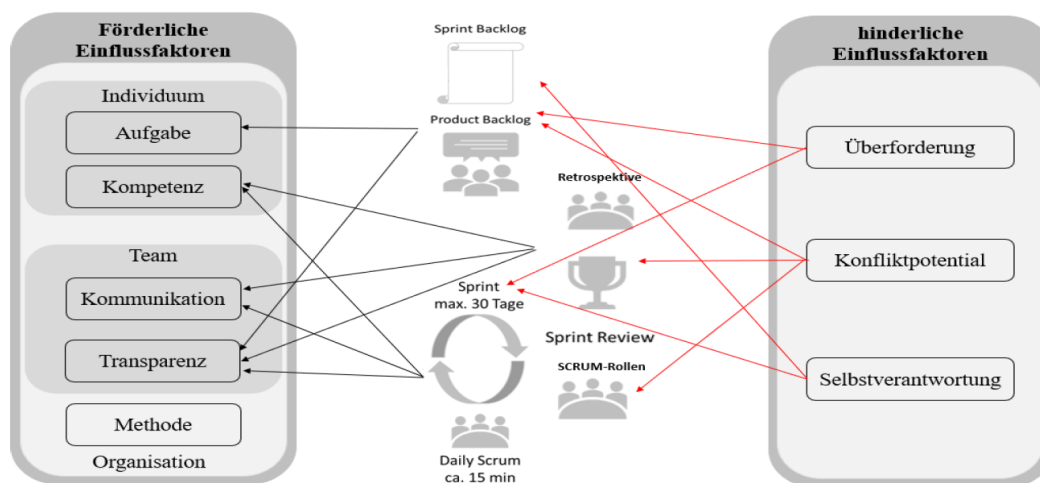 Förderliche
Einflussfaktoren
Individuum
Aufgabe
Kompetenz
Team
Kommunikation
Transparenz
Methode
Organisation
Sprint Backlog
Product Backlog
Retrospektive
Sprint
max. 30 Tage
Sprint Review
SCRUM-Rollen
Daily Scrum
ca. 15 min
hinderliche
Einflussfaktoren
Überforderung
Konfliktpotential
Selbstverantwortung